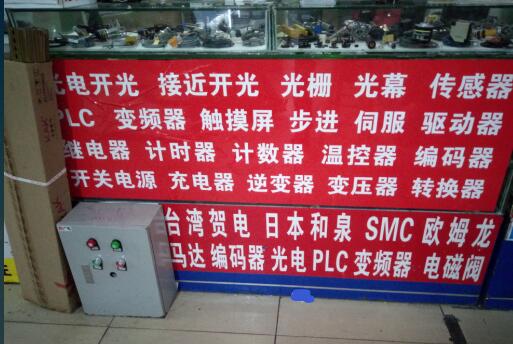 光电开光 接近开光 光栅 光幕 传感器
PLC 变频器 触摸屏 步进 伺服 驱动器
继电器 计时器 计数器 温控器 编码器
开关电源 充电器 逆变器 变压器 转换器
台湾贺电 日本和泉 SMC 欧姆龙
马达 编码器 光电 PLC 变频器 电磁阀